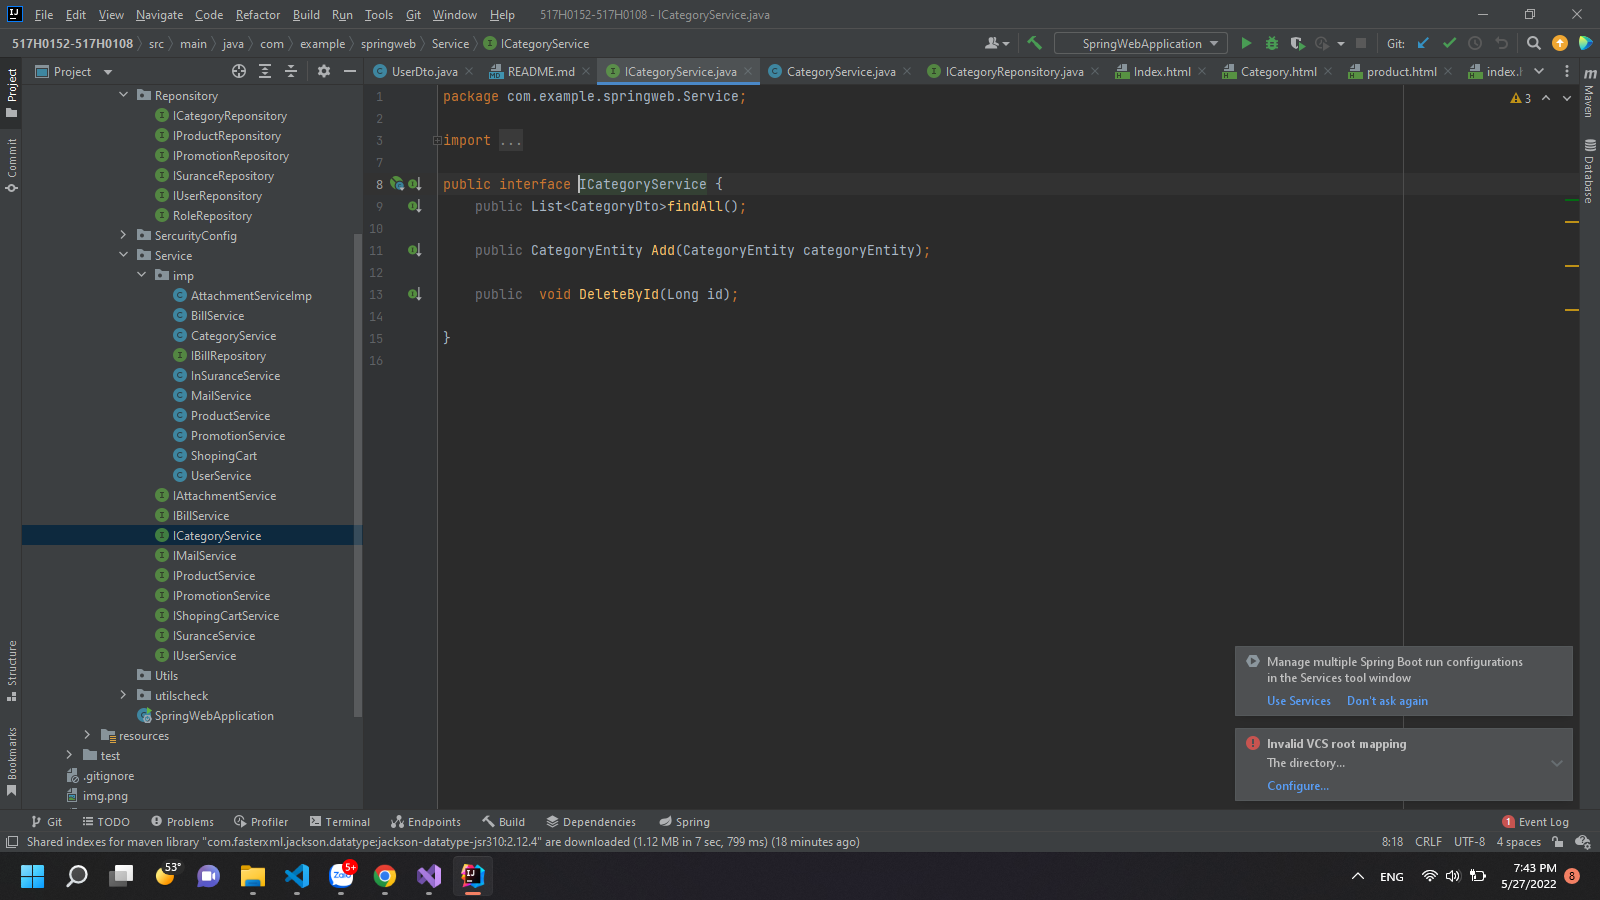 File Edit View Navigate Code Refactor Build Run Tools Git Window Help 517H0152-517H0108 - ICategoryService.java
517H0152-517H0108 src main java com example springweb Service ICategoryService SpringWebApplication Git:
Project UserDto.java README.md ICategoryService.java CategoryService.java ICategoryReponsitory.java Index.html Category.html product.html index.
Project
Commit
Structure
Bookmarks
Reponsitory
ICategoryReponsitory
IProductReponsitory
IPromotionRepository
ISuranceRepository
IUserReponsitory
RoleRepository
SercurityConfig
Service
imp
AttachmentServiceImp
BillService
CategoryService
IBillRepository
InSuranceService
MailService
ProductService
PromotionService
ShopingCart
UserService
IAttachmentService
IBillService
ICategoryService
IMailService
IProductService
IPromotionService
IShopingCartService
ISuranceService
IUserService
Utils
utilscheck
SpringWebApplication
resources
test
.gitignore
img.png
1 package com.example.springweb.Service;
2
3 import ...
7
8 public interface ICategoryService {
9 public List<CategoryDto>findAll();
10
11 public CategoryEntity Add(CategoryEntity categoryEntity);
12
13 public void DeleteById(Long id);
14
15 }
16
3
m
Maven
Database
Manage multiple Spring Boot run configurations
in the Services tool window
Use Services Don't ask again
Invalid VCS root mapping
The directory...
Configure...
Git TODO Problems Profiler Terminal Endpoints Build Dependencies Spring 1 Event Log
Shared indexes for maven library "com.fasterxml.jackson.datatype:jackson-datatype-jsr310:2.12.4" are downloaded (1.12 MB in 7 sec, 799 ms) (18 minutes ago) 8:18 CRLF UTF-8 4 spaces
53° Zalo 5+ ENG 7:43 PM
5/27/2022 8